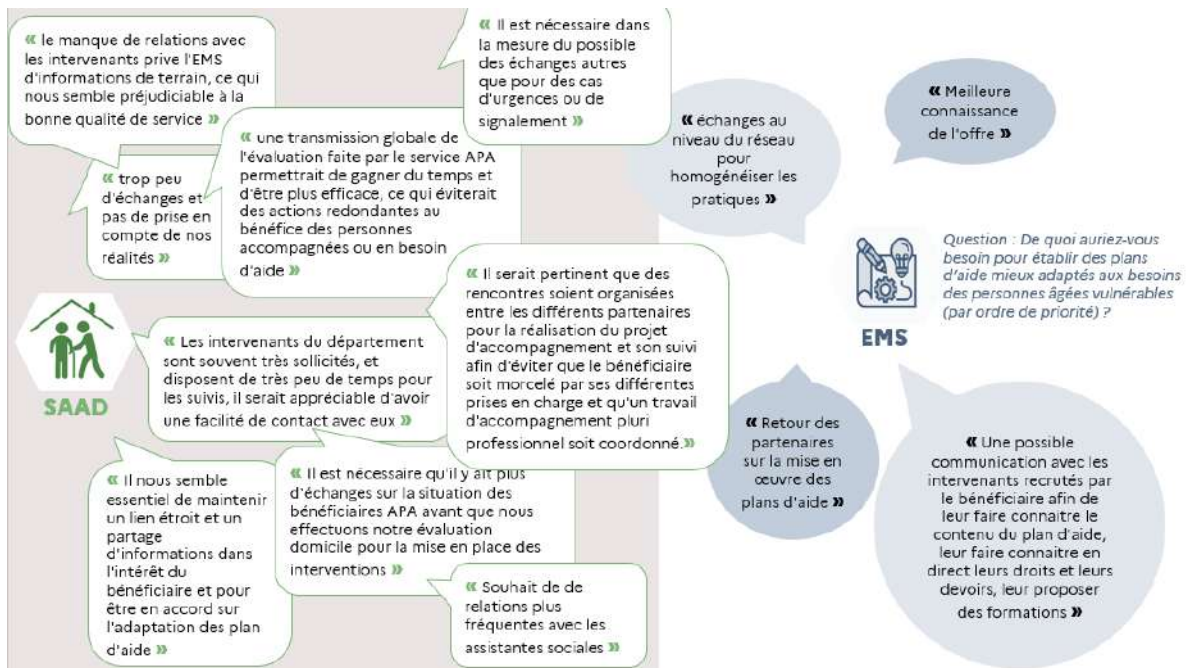 « le manque de relations avec
les intervenants prive l'EMS
d'informations de terrain, ce qui
nous semble préjudiciable à la
bonne qualité de service »
« Il est nécessaire dans
la mesure du possible
des échanges autres
que pour des cas
d'urgences ou de
signalement »
« trop peu
d'échanges et
pas de prise en
compte de nos
réalités »
« une transmission globale de
l'évaluation faite par le service APA
permettrait de gagner du temps et
d'être plus efficace, ce qui éviterait
des actions redondantes au
bénéfice des personnes
accompagnées ou en besoin
d'aide »
« Il serait pertinent que des
rencontres soient organisées
entre les différents partenaires
pour la réalisation du projet
d'accompagnement et son suivi
afin d'éviter que le bénéficiaire
soit morcelé par ses différentes
prises en charge et qu'un travail
d'accompagnement pluri
professionnel soit coordonné.»
SAAD
« Les intervenants du département
sont souvent très sollicités, et
disposent de très peu de temps pour
les suivis, il serait appréciable d'avoir
une facilité de contact avec eux »
« Il nous semble
essentiel de maintenir
un lien étroit et un
partage
d'informations dans
l'intérêt du
bénéficiaire et pour
être en accord sur
l'adaptation des plan
d'aide »
« Il est nécessaire qu'il y ait plus
d'échanges sur la situation des
bénéficiaires APA avant que nous
effectuons notre évaluation
domicile pour la mise en place des
interventions »
« Souhait de de
relations plus
fréquentes avec les
assistantes sociales »
« échanges au
niveau du réseau
pour
homogénéiser les
pratiques »
« Meilleure
connaissance
de l'offre »
EMS
Question : De quoi auriez-vous
besoin pour établir des plans
d'aide mieux adaptés aux besoins
des personnes âgées vulnérables
(par ordre de priorité) ?
« Retour des
partenaires
sur la mise en
œuvre des
plans d'aide »
« Une possible
communication avec les
intervenants recrutés par
le bénéficiaire afin de
leur faire connaitre le
contenu du plan d'aide,
leur faire connaitre en
direct leurs droits et leurs
devoirs, leur proposer
des formations »